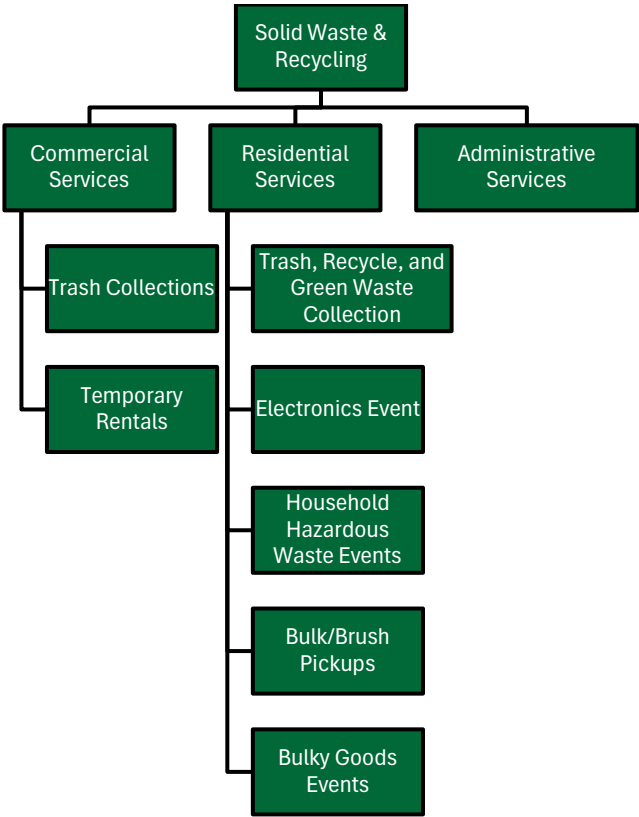 Solid Waste &
Recycling
Commercial
Services
Residential
Services
Administrative
Services
Trash Collections
Trash, Recycle, and
Green Waste
Collection
Temporary
Rentals
Electronics Event
Household
Hazardous
Waste Events
Bulk/Brush
Pickups
Bulky Goods
Events